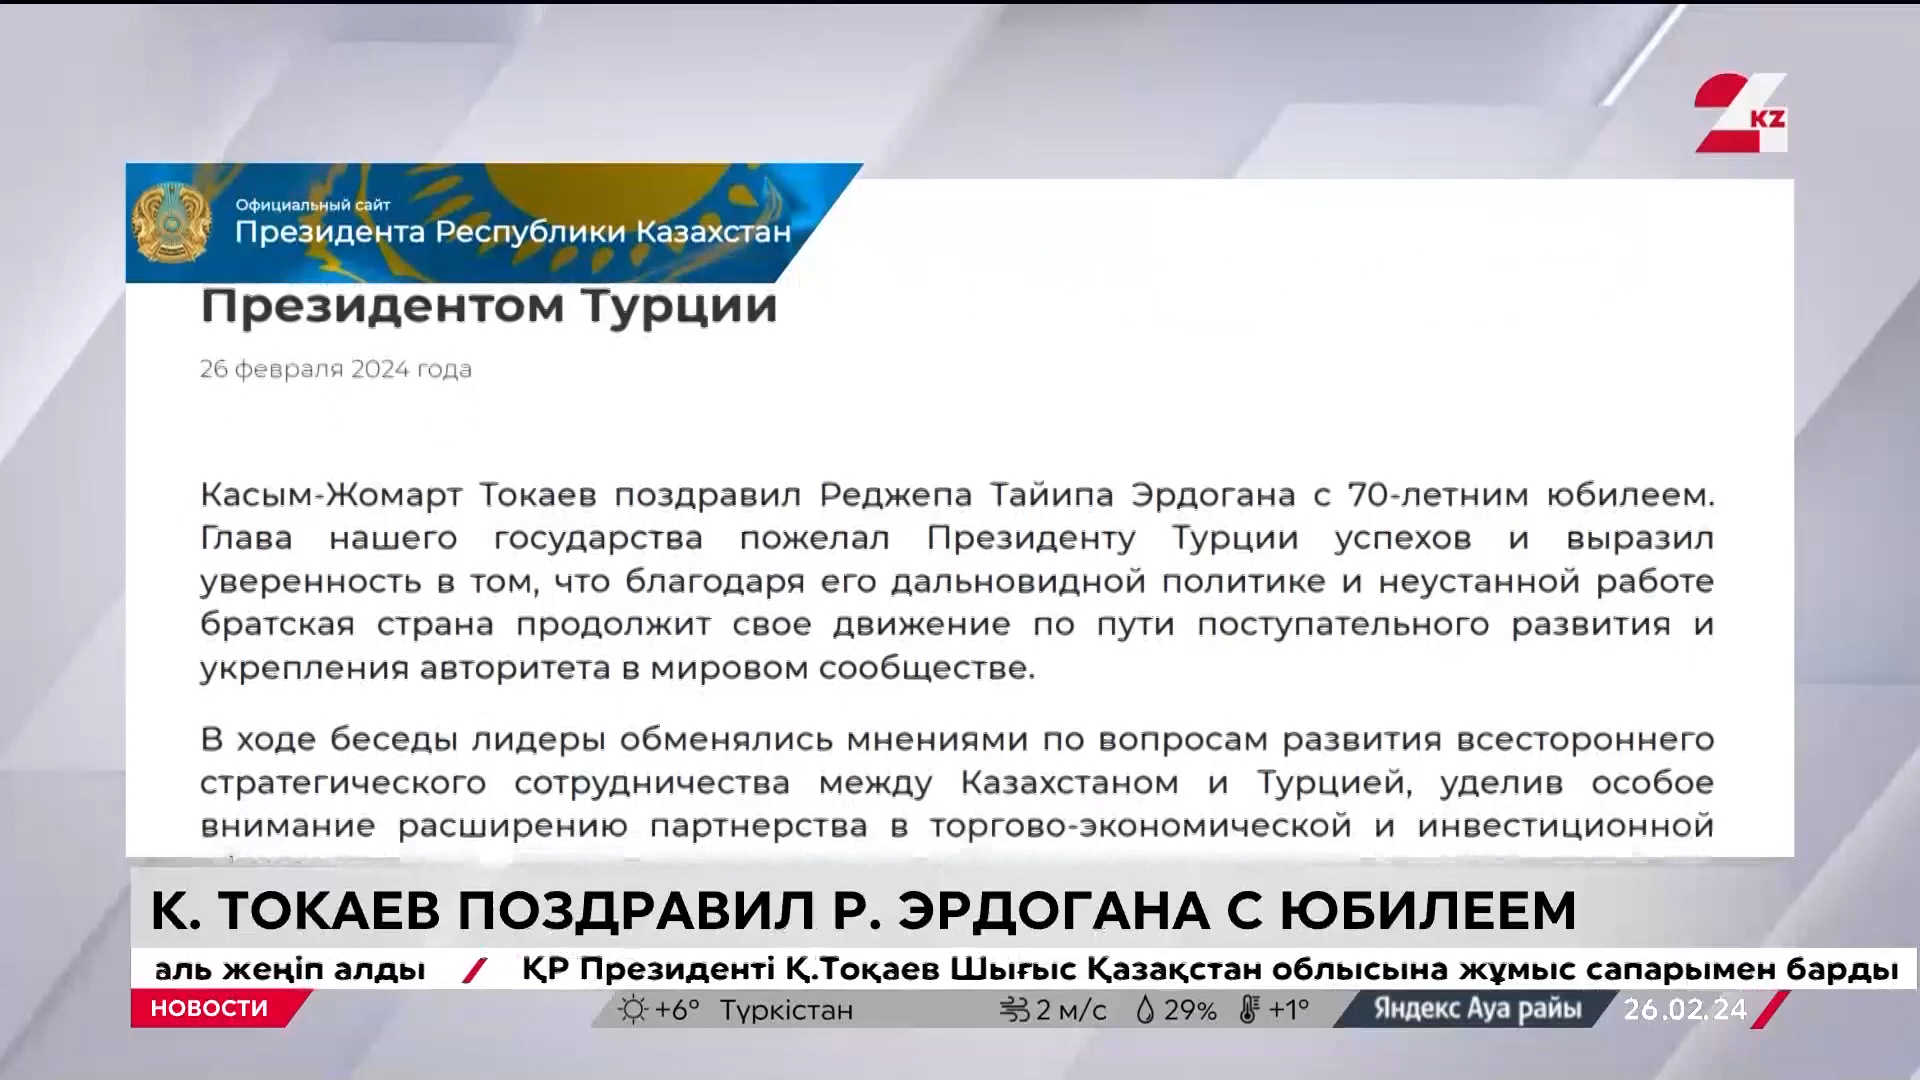 2
KZ
Официальный сайт
Президента Республики Казахстан
Президентом Турции
26 февраля 2024 года
Касым-Жомарт Токаев поздравил Реджепа Тайипа Эрдогана с 70-летним юбилеем.
Глава нашего государства пожелал Президенту Турции успехов и выразил
уверенность в том, что благодаря его дальновидной политике и неустанной работе
братская страна продолжит свое движение по пути поступательного развития и
укрепления авторитета в мировом сообществе.
В ходе беседы лидеры обменялись мнениями по вопросам развития всестороннего
стратегического сотрудничества между Казахстаном и Турцией, уделив особое
внимание расширению партнерства в торгово-экономической и инвестиционной
К. ТОКАЕВ ПОЗДРАВИЛ Р. ЭРДОГАНА С ЮБИЛЕЕМ
аль жеңіп алды / ҚР Президенті Қ.Тоқаев Шығыс Қазақстан облысына жұмыс сапарымен барды
НОВОСТИ +6° Түркістан 2 м/с 29% +1° Яндекс Ауа райы 26.02.24